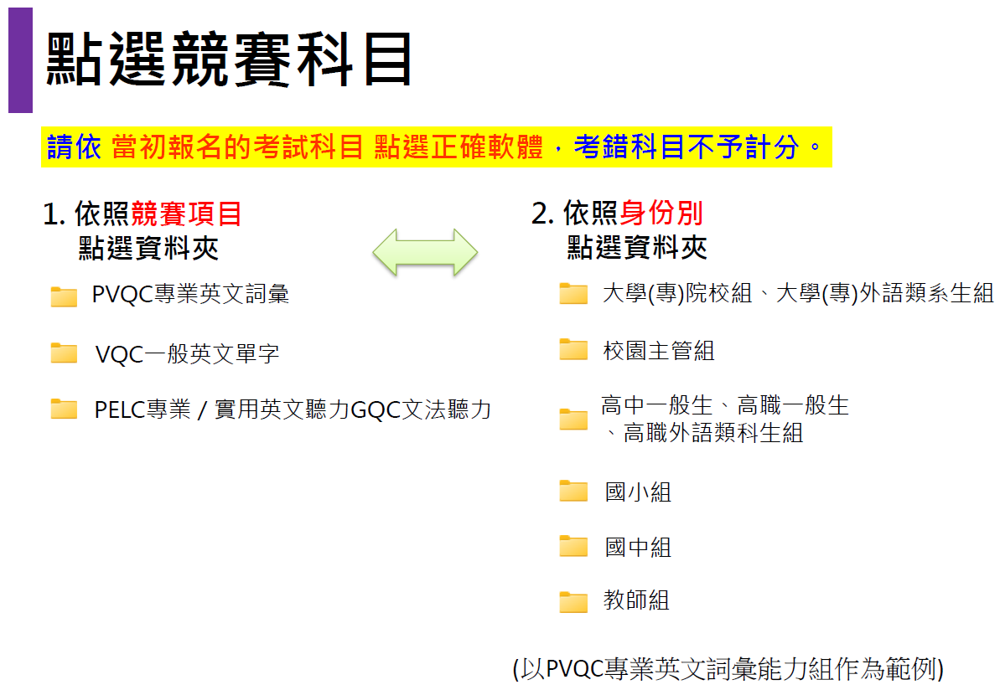 點選競賽科目
請依 當初報名的考試科目 點選正確軟體，考錯科目不予計分。
1. 依照競賽項目
點選資料夾
PVQC專業英文詞彙
VQC一般英文單字
PELC專業 / 實用英文聽力GQC文法聽力
2. 依照身份別
點選資料夾
大學(專)院校組、大學(專)外語類系生組
校園主管組
高中一般生、高職一般生
、高職外語類科生組
國小組
國中組
教師組
(以PVQC專業英文詞彙能力組作為範例)